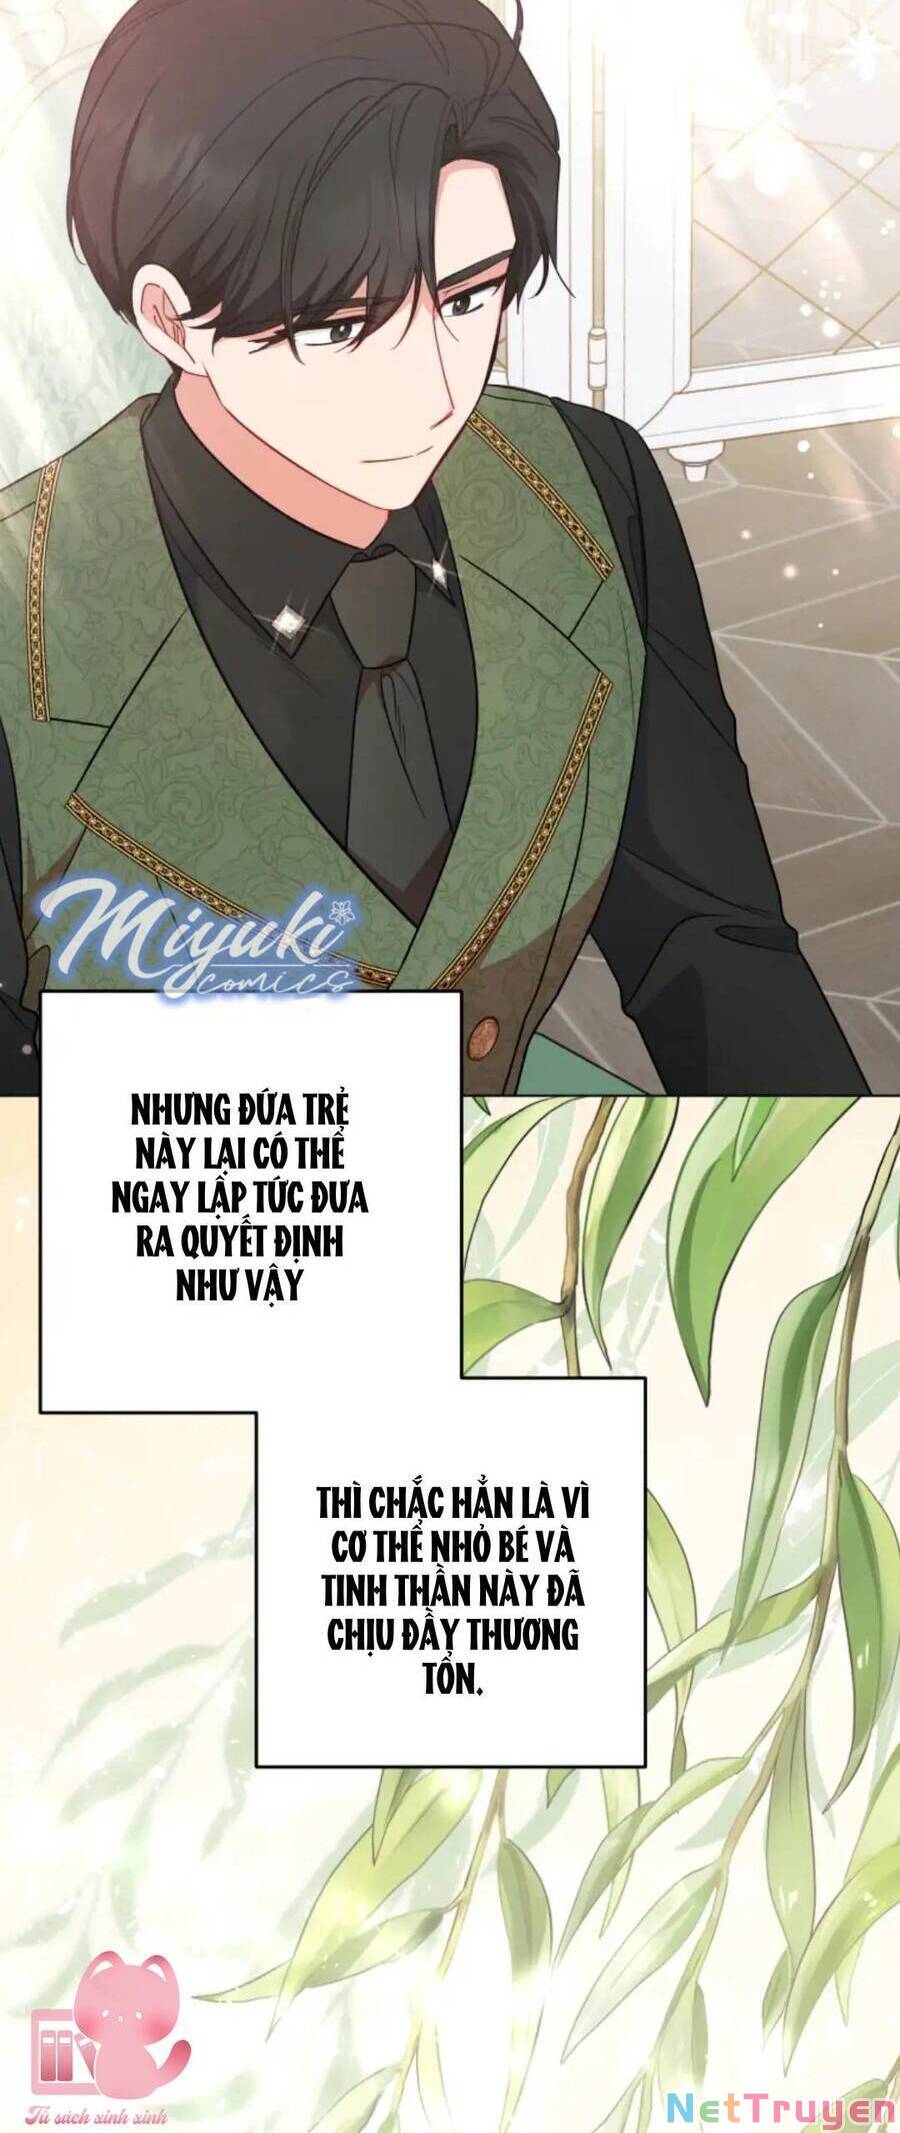 Miyuki
comics
NHƯNG ĐỨA TRẺ
NÀY LẠI CÓ THỂ
NGAY LẬP TỨC ĐƯA
RA QUYẾT ĐỊNH
NHƯ VẬY
THÌ CHẮC HẲN LÀ VÌ
CƠ THỂ NHỎ BÉ VÀ
TINH THẦN NÀY ĐÃ
CHỊU ĐẦY THƯƠNG
TỔN.
Tủ sách xinh xinh
NetTruyen